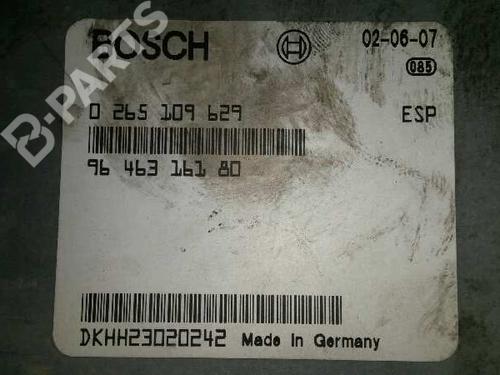 BOSCH 02-06-07
085
0 265 109 629 ESP
96 463 161 80
DKHH23020242 Made In Germany
B-PARTS